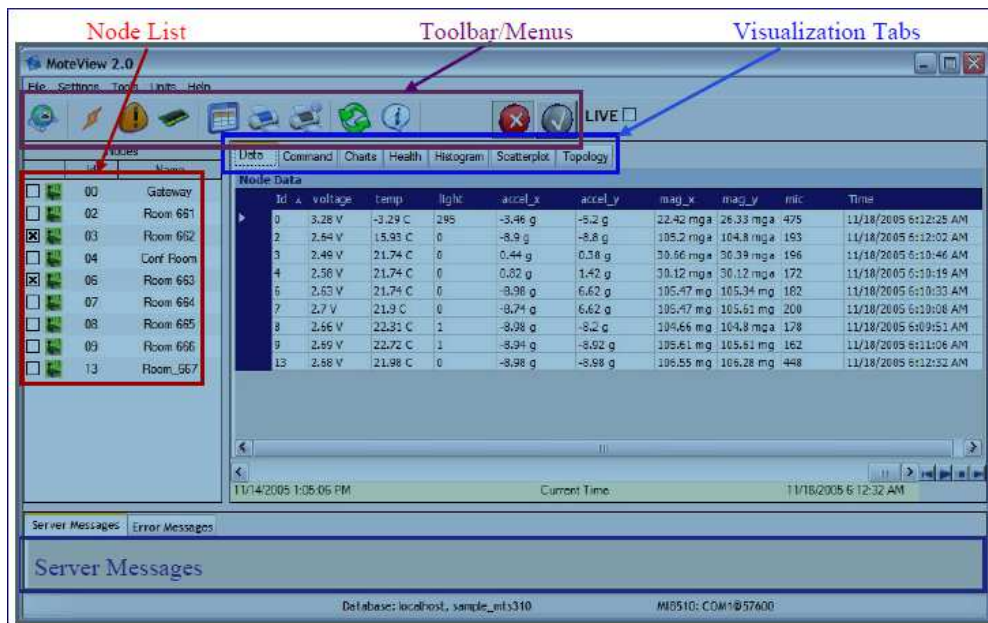 Node List Toolbar/Menus Visualization Tabs
MoteView 2.0
File Settings Tools Units Help
LIVE
Nodes
Id Name
00 Gateway
02 Room 661
03 Room 662
04 Conf Room
06 Room 663
07 Room 664
08 Room 665
09 Room 666
13 Room_667
Data Command Charts Health Histogram Scatterplot Topology
Node Data
Id voltage temp light accel_x accel_y mag_x mag_y mic Time
0 3.28 V -3.29 C 295 -3.46 g -5.2 g 22.42 mga 26.33 mga 475 11/18/2005 6:12:25 AM
2 2.64 V 15.93 C 0 -8.9 g -8.8 g 105.2 mga 104.8 mga 193 11/18/2005 6:12:02 AM
3 2.49 V 21.74 C 0 0.44 g 0.38 g 30.66 mga 30.39 mga 196 11/18/2005 6:10:46 AM
4 2.58 V 21.74 C 0 0.82 g 1.42 g 30.12 mga 30.12 mga 172 11/18/2005 6:10:19 AM
6 2.63 V 21.74 C 0 -8.98 g 6.62 g 105.47 mg 105.34 mg 182 11/18/2005 6:10:33 AM
7 2.7 V 21.9 C 0 -8.74 g 6.62 g 105.47 mg 105.61 mg 200 11/18/2005 6:10:08 AM
8 2.66 V 22.31 C 1 -8.98 g -8.2 g 104.66 mg 104.8 mga 178 11/18/2005 6:09:51 AM
9 2.69 V 22.72 C 1 -8.94 g -8.92 g 105.61 mg 105.61 mg 162 11/18/2005 6:11:06 AM
13 2.68 V 21.98 C 0 -8.98 g -8.98 g 106.55 mg 106.28 mg 448 11/18/2005 6:12:32 AM
11/14/2005 1:05:06 PM Current Time 11/18/2005 6:12:32 AM
Server Messages Error Messages
Server Messages
Database: localhost, sample_mts310 MIB510: COM1@57600